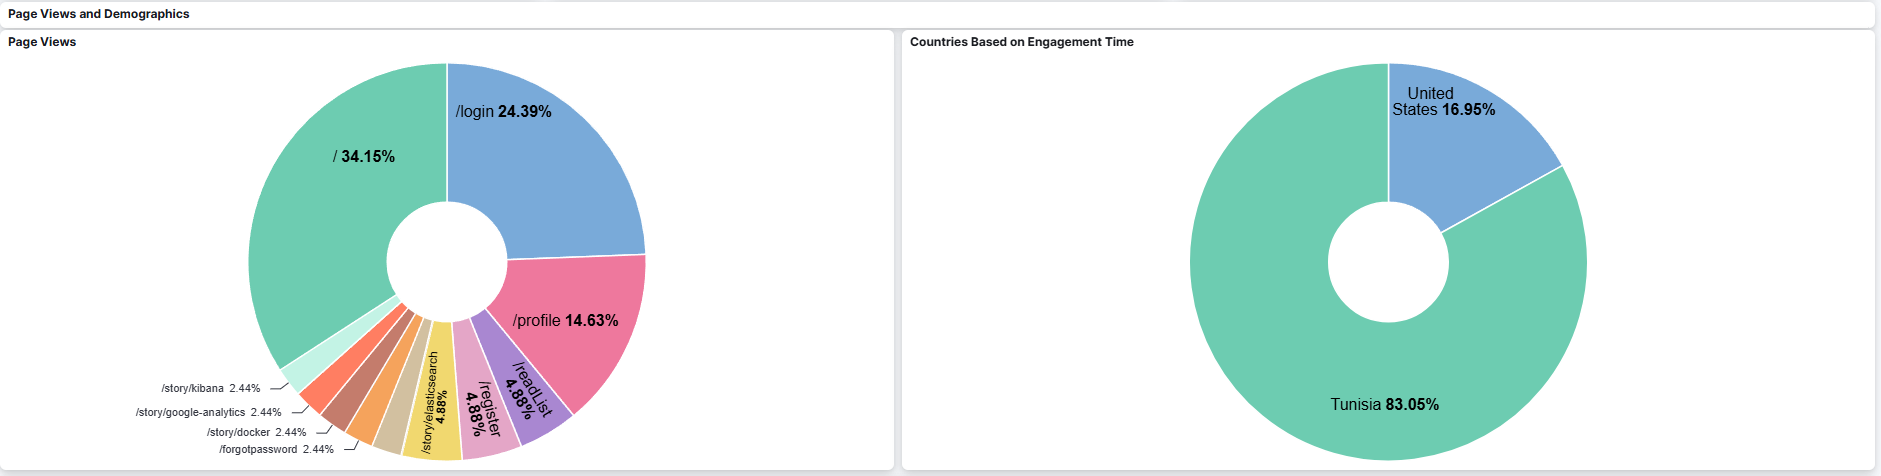 Page Views and Demographics
Page Views
/login 24.39%
/ 34.15%
/profile 14.63%
/readList
4.88%
/register
4.88%
/story/elasticsearch
4.88%
/story/kibana 2.44%
/story/google-analytics 2.44%
/story/docker 2.44%
/forgotpassword 2.44%
Countries Based on Engagement Time
United
States 16.95%
Tunisia 83.05%